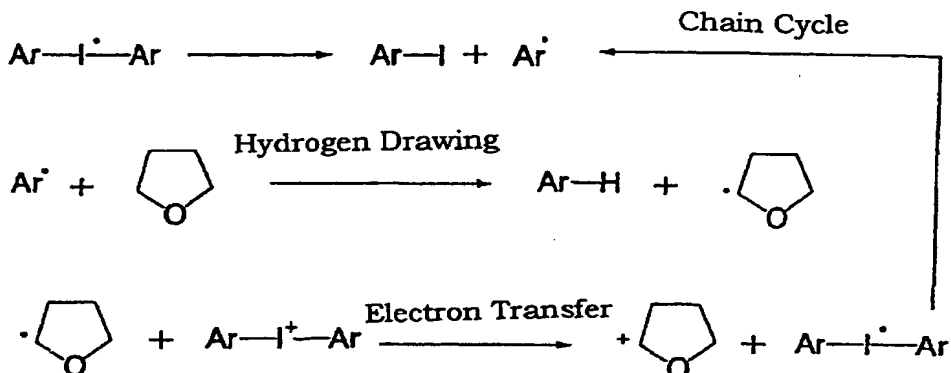 Chain Cycle
Ar—I•—Ar Ar—I + Ar•
Hydrogen Drawing
Ar• + O Ar—H + • O
Electron Transfer
• O + Ar—I+—Ar + O + Ar—I•—Ar